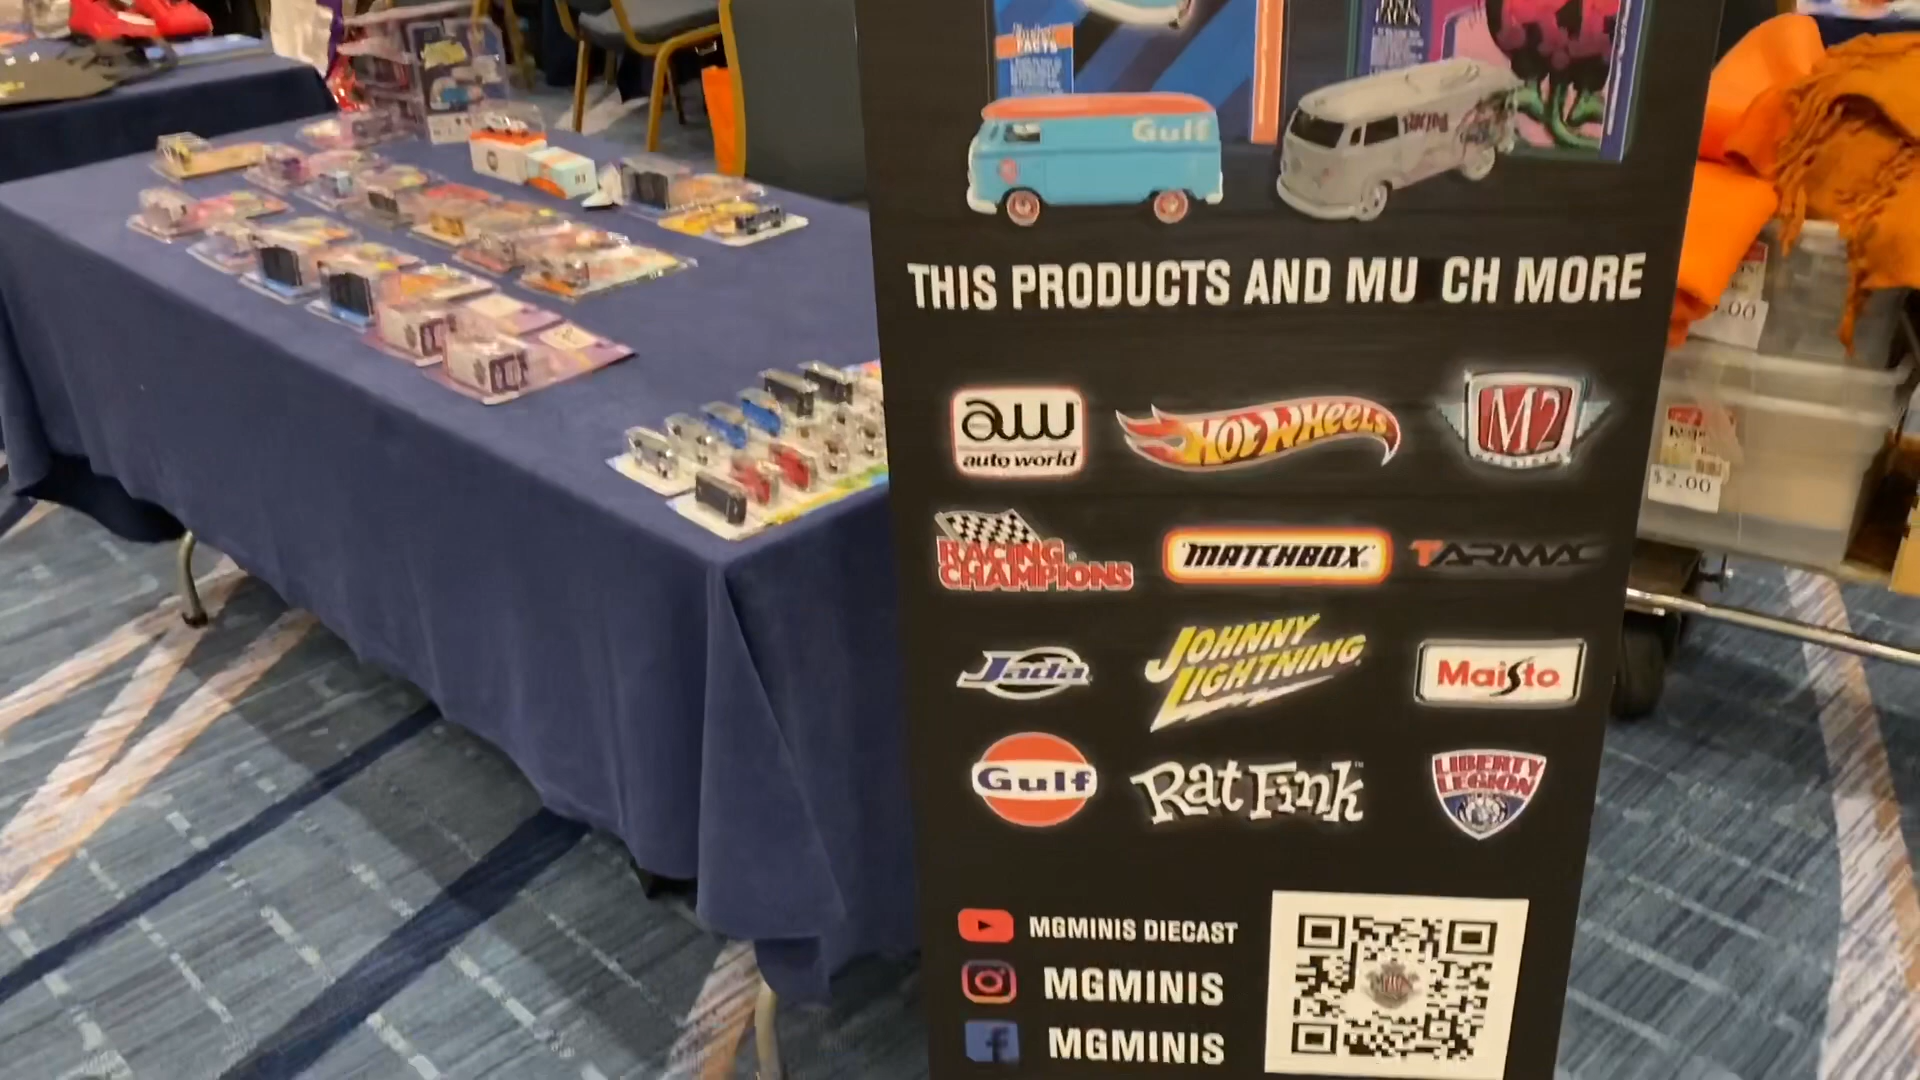 FACTS
Gulf
THIS PRODUCTS AND MU CH MORE
aw
auto world
HOT WHEELS
M2
RACING
CHAMPIONS
MATCHBOX
TARMAC
Jada
JOHNNY
LIGHTNING
Maisto
Gulf
Rat Fink
LIBERTY
LEGION
MGMINIS DIECAST
MGMINIS
MGMINIS
$2.00